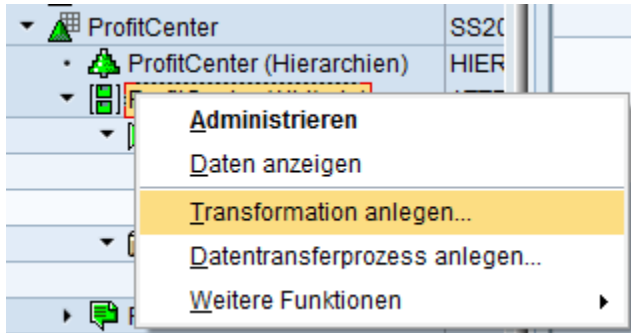 ProfitCenter SS20
ProfitCenter (Hierarchien) HIER
Administrieren
Daten anzeigen
Transformation anlegen...
Datentransferprozess anlegen...
Weitere Funktionen